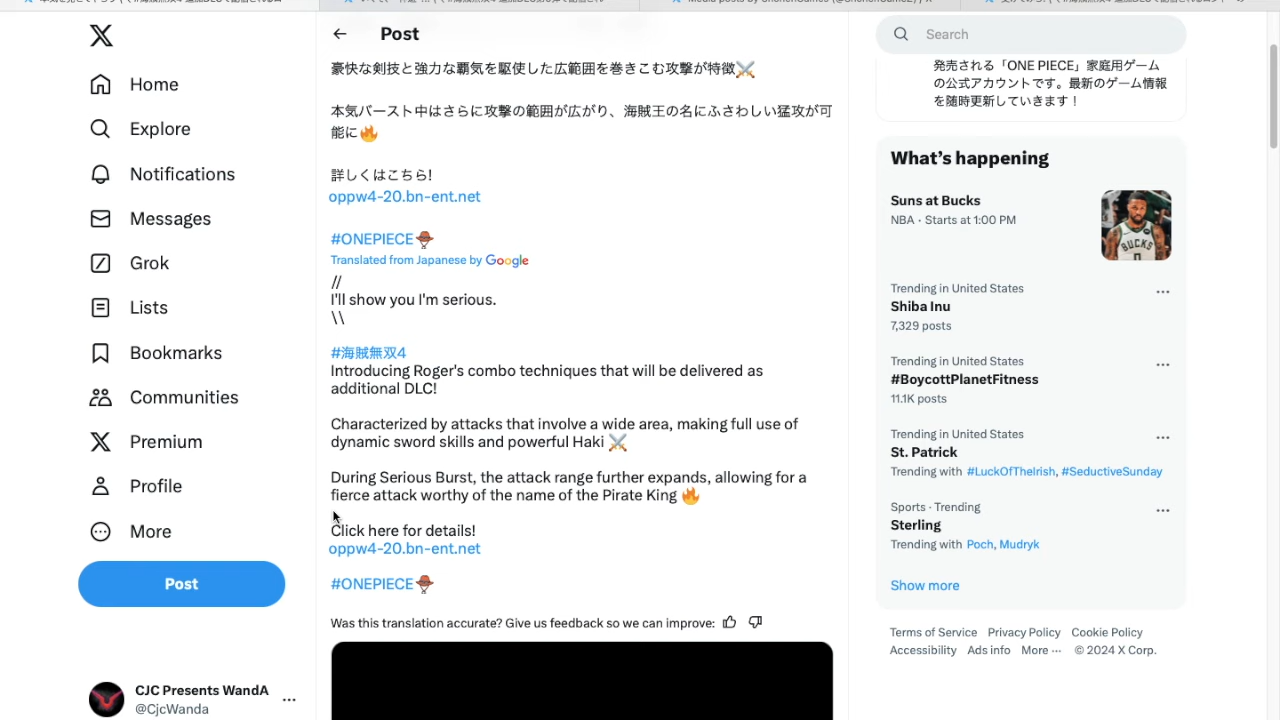 Home
Explore
Notifications
Messages
Grok
Lists
Bookmarks
Communities
Premium
Profile
More
Post
CJC Presents WandA
@CjcWanda
Post
豪快な剣技と強力な覇気を駆使した広範囲を巻きこむ攻撃が特徴⚔️
本気バースト中はさらに攻撃の範囲が広がり、海賊王の名にふさわしい猛攻が可
能に🔥
詳しくはこちら!
oppw4-20.bn-ent.net
#ONEPIECE
Translated from Japanese by Google
//
I'll show you I'm serious.
\\
#海賊無双4
Introducing Roger's combo techniques that will be delivered as
additional DLC!
Characterized by attacks that involve a wide area, making full use of
dynamic sword skills and powerful Haki ⚔️
During Serious Burst, the attack range further expands, allowing for a
fierce attack worthy of the name of the Pirate King 🔥
Click here for details!
oppw4-20.bn-ent.net
#ONEPIECE
Was this translation accurate? Give us feedback so we can improve:
Search
発売される「ONE PIECE」家庭用ゲーム
の公式アカウントです。最新のゲーム情報
を随時更新していきます！
What's happening
Suns at Bucks
NBA · Starts at 1:00 PM
BUCKS
Trending in United States
Shiba Inu
7,329 posts
Trending in United States
#BoycottPlanetFitness
11.1K posts
Trending in United States
St. Patrick
Trending with #LuckOfTheIrish, #SeductiveSunday
Sports · Trending
Sterling
Trending with Poch, Mudryk
Show more
Terms of Service Privacy Policy Cookie Policy
Accessibility Ads info More ··· © 2024 X Corp.